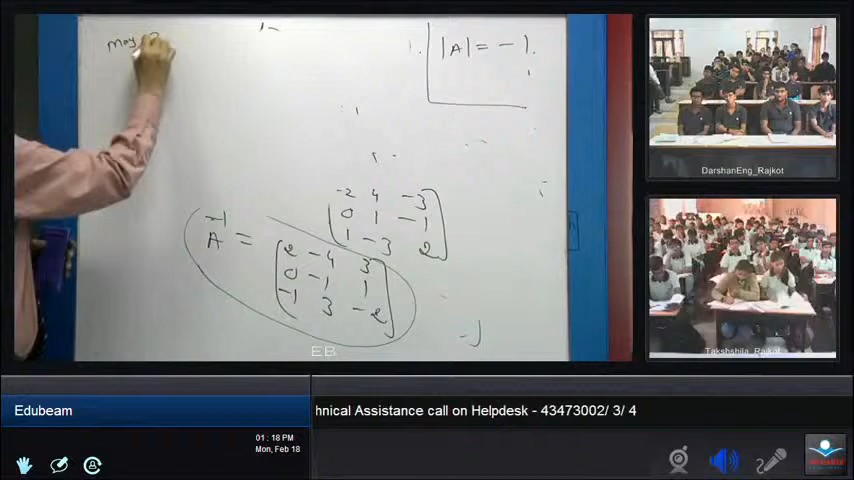 may
|A| = -1.
-2 4 -3
0 1 -1
1 -3 2
A⁻¹ =
2 -4 3
0 -1 1
-1 3 -2
EB
DarshanEng_Rajkot
Takshshila_Rajkot
Edubeam
hnical Assistance call on Helpdesk - 43473002/ 3/ 4
01 : 18 PM
Mon, Feb 18